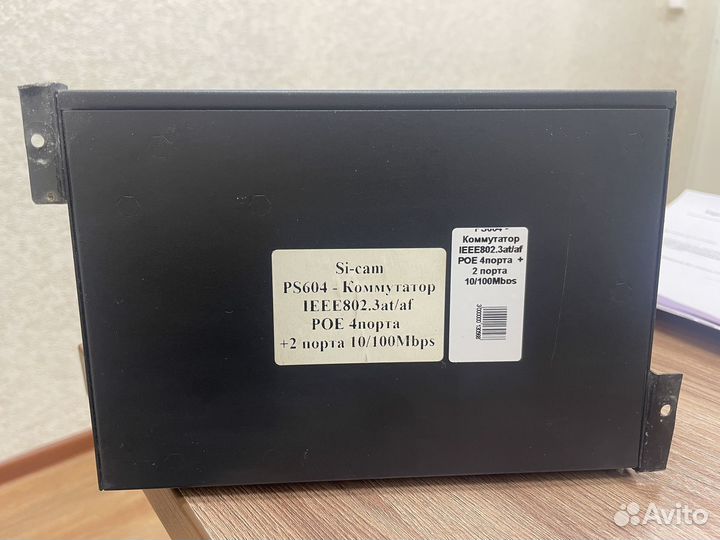 Si-cam
PS604 - Коммутатор
IEEE802.3at/af
POE 4порта
+2 порта 10/100Mbps
PS604 -
Коммутатор
IEEE802.3at/af
POE 4порта +
2 порта
10/100Mbps
Avito